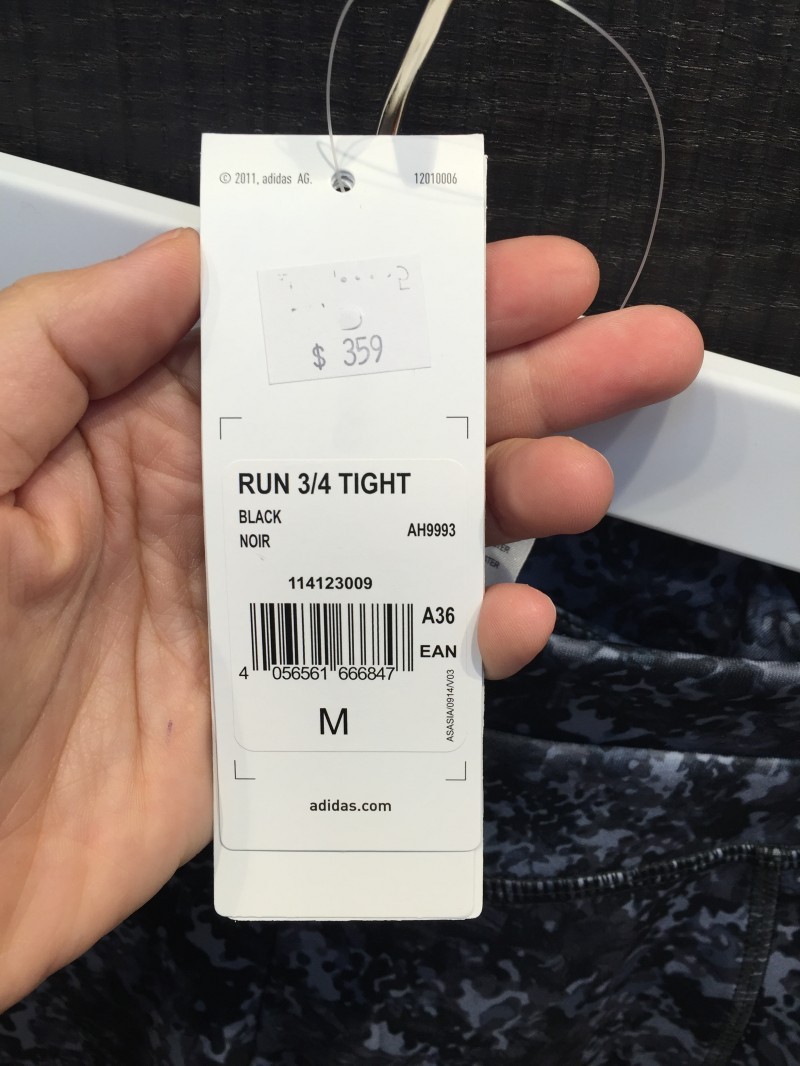 © 2011, adidas AG.
12010006
$ 359
RUN 3/4 TIGHT
BLACK
NOIR
AH9993
114123009
A36
EAN
4 056561 666847
M
ASASIA/0914/V03
adidas.com